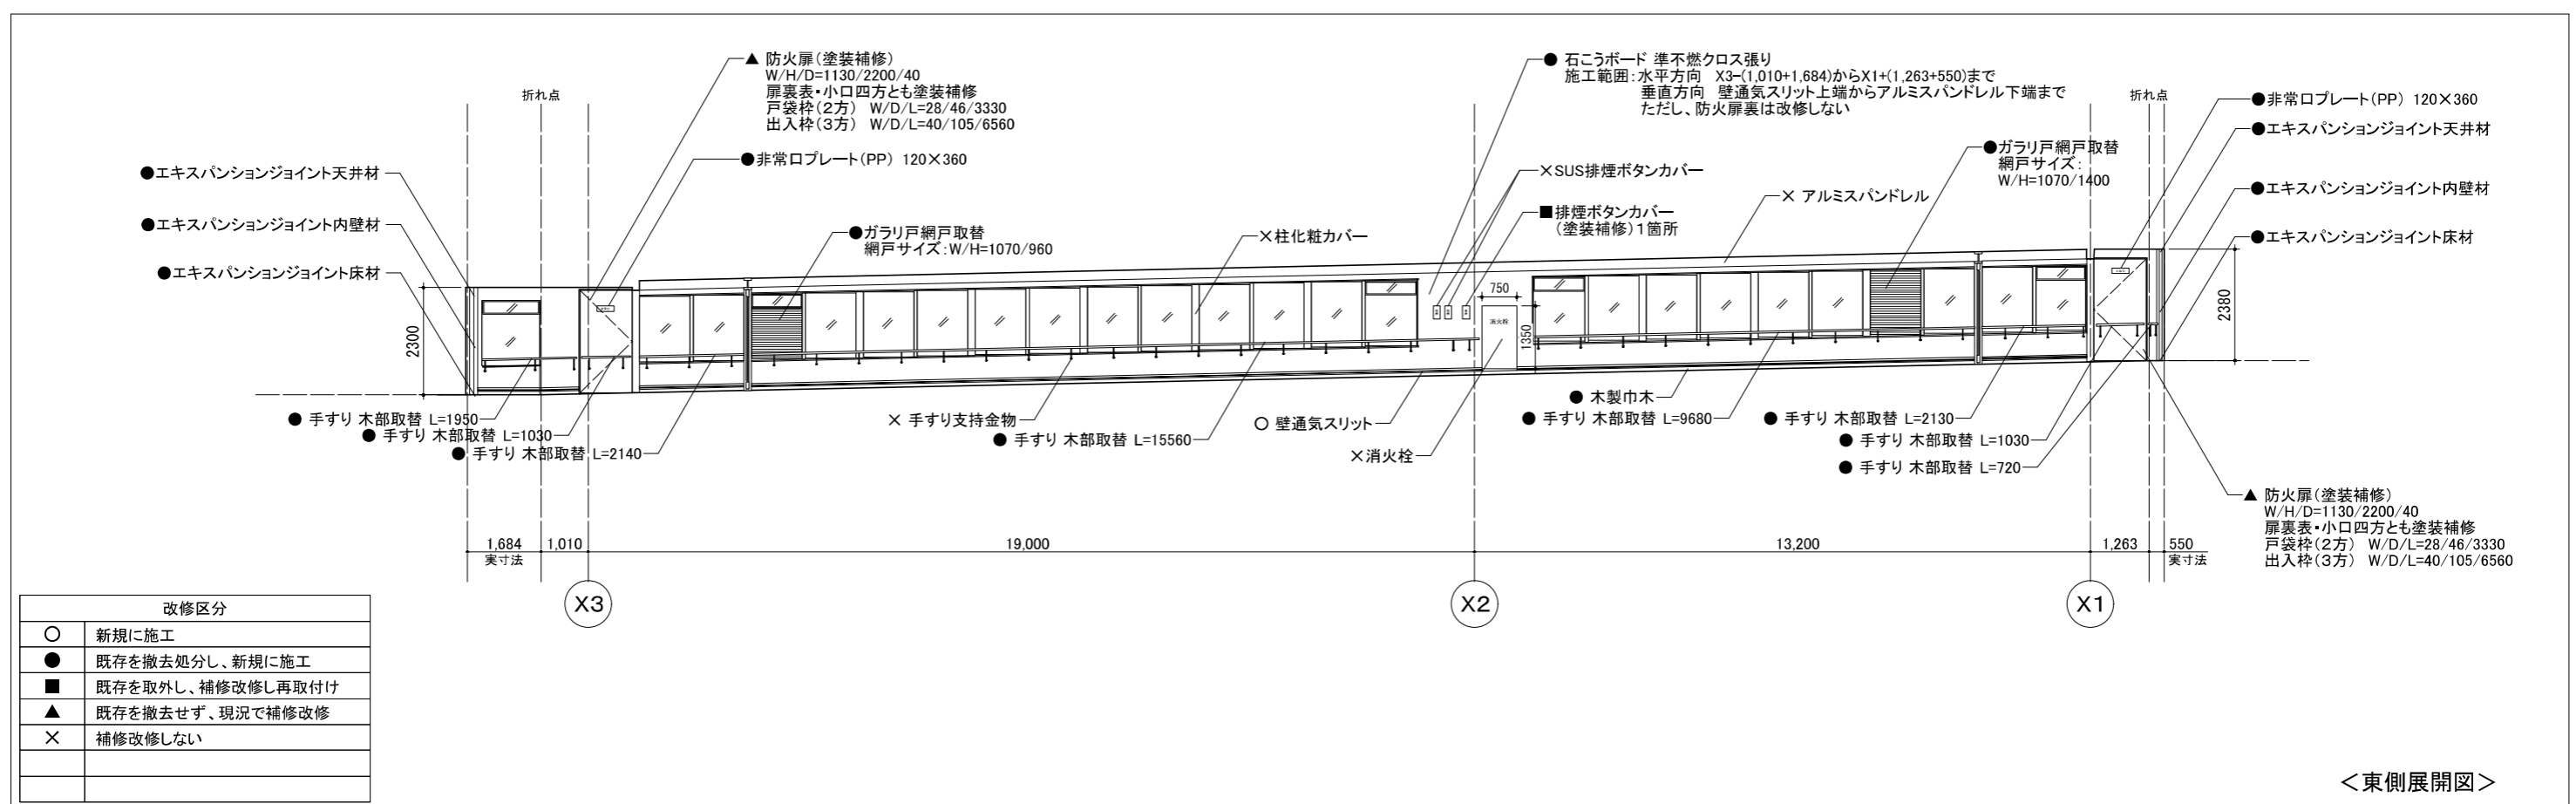 ▲ 防火扉(塗装補修)
W/H/D=1130/2200/40
扉裏表・小口四方とも塗装補修
戸袋枠(2方) W/D/L=28/46/3330
出入枠(3方) W/D/L=40/105/6560
● 石こうボード 準不燃クロス張り
施工範囲:水平方向 X3-(1,010+1,684)からX1+(1,263+550)まで
垂直方向 壁通気スリット上端からアルミスパンドレル下端まで
ただし、防火扉裏は改修しない
折れ点
折れ点
●非常口プレート(PP) 120×360
●エキスパンションジョイント天井材
●ガラリ戸網戸取替
網戸サイズ:
W/H=1070/1400
●エキスパンションジョイント内壁材
●エキスパンションジョイント床材
●非常口プレート(PP) 120×360
●エキスパンションジョイント天井材
●エキスパンションジョイント内壁材
●エキスパンションジョイント床材
●ガラリ戸網戸取替
網戸サイズ:W/H=1070/960
×柱化粧カバー
×SUS排煙ボタンカバー
■排煙ボタンカバー
(塗装補修)1箇所
× アルミスパンドレル
2300
750
消火栓
1350
2380
● 手すり 木部取替 L=1950
● 手すり 木部取替 L=1030
● 手すり 木部取替 L=2140
× 手すり支持金物
● 手すり 木部取替 L=15560
○ 壁通気スリット
×消火栓
● 木製巾木
● 手すり 木部取替 L=9680
● 手すり 木部取替 L=2130
● 手すり 木部取替 L=1030
● 手すり 木部取替 L=720
▲ 防火扉(塗装補修)
W/H/D=1130/2200/40
扉裏表・小口四方とも塗装補修
戸袋枠(2方) W/D/L=28/46/3330
出入枠(3方) W/D/L=40/105/6560
1,684
実寸法
1,010
19,000
13,200
1,263
550
実寸法
X3
X2
X1
改修区分
○ 新規に施工
● 既存を撤去処分し、新規に施工
■ 既存を取外し、補修改修し再取付け
▲ 既存を撤去せず、現況で補修改修
× 補修改修しない
<東側展開図>